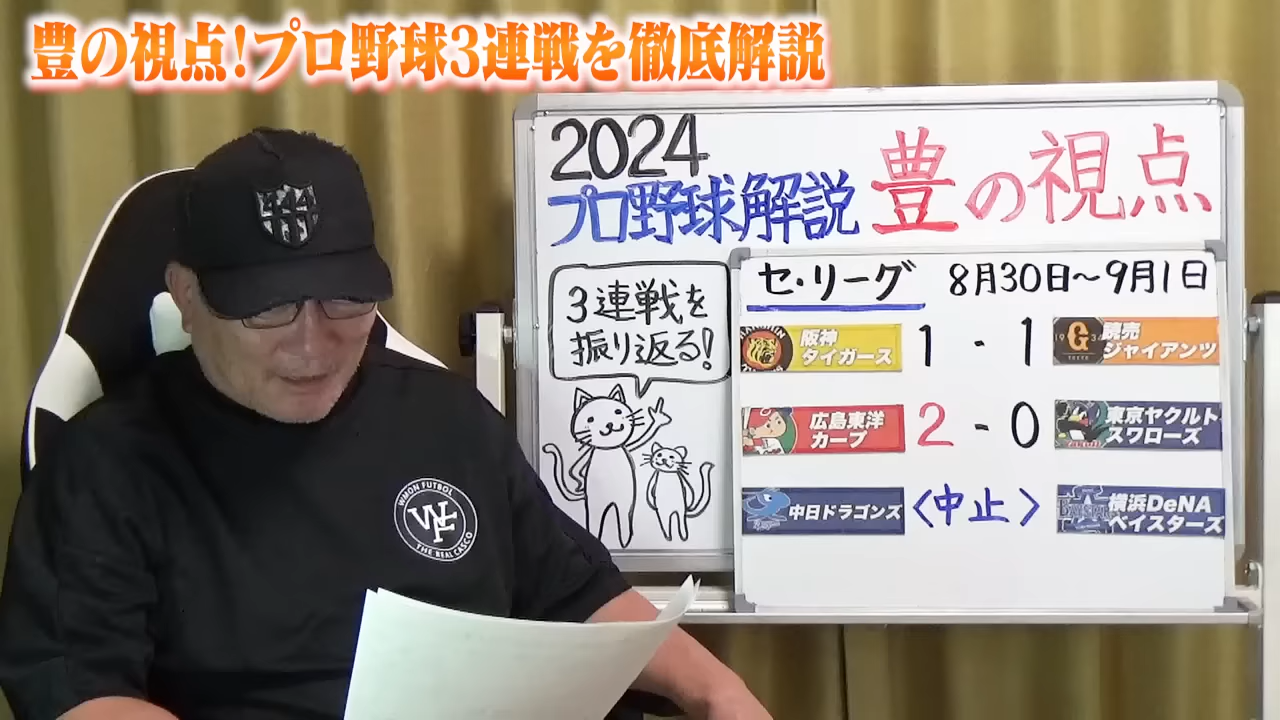 豊の視点!プロ野球3連戦を徹底解説
2024
プロ野球解説 豊の視点
セ・リーグ 8月30日〜9月1日
3連戦を
振り返る!
阪神
タイガース
1 - 1
読売
ジャイアンツ
広島東洋
カープ
2 - 0
東京ヤクルト
スワローズ
中日ドラゴンズ
<中止>
横浜DeNA
ベイスターズ
444
WMON FUTBOL
WF
THE REAL CASCO
G